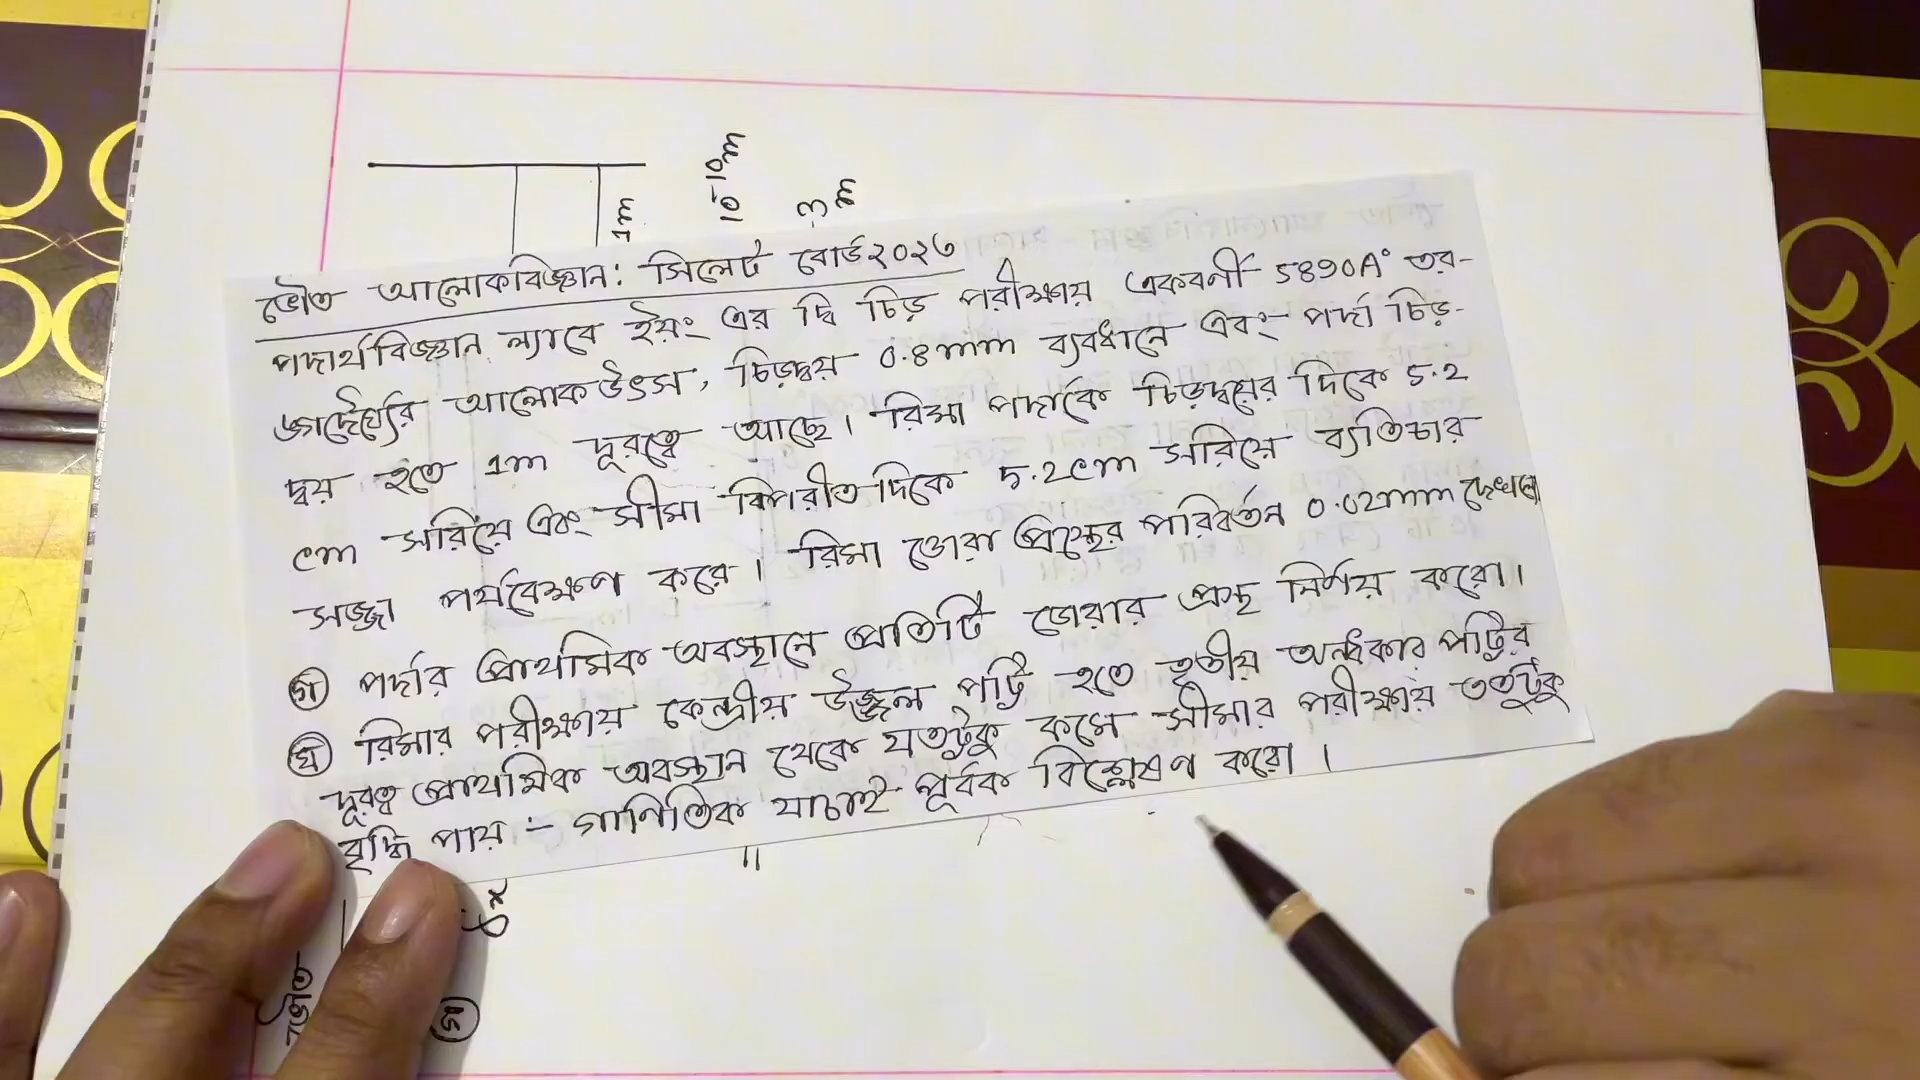 1m
10-10m
ভৌত আলোকবিজ্ঞান: সিলেট বোর্ড ২০২৩
পদার্থবিজ্ঞান ল্যাবে ইয়ং এর দ্বি চিড় পরীক্ষায় একবর্ণী 5890A° তর-
ঙ্গদৈর্ঘ্যের আলোক উৎস, চিড়দ্বয় 0.8mm ব্যবধানে এবং পর্দা চিড়-
দ্বয় হতে 1m দূরত্বে আছে। রিমা পর্দাকে চিড়দ্বয়ের দিকে 5.2
cm সরিয়ে এবং সীমা বিপরীত দিকে 5.2cm সরিয়ে ব্যতিচার
সজ্জা পর্যবেক্ষণ করে। রিমা ডোরা প্রস্থের পরিবর্তন 0.02mm দেখলো
গ পর্দার প্রাথমিক অবস্থানে প্রতিটি ডোরার প্রস্থ নির্ণয় করো।
ঘ রিমার পরীক্ষায় কেন্দ্রীয় উজ্জ্বল পট্টি হতে তৃতীয় অন্ধকার পট্টির
দূরত্ব প্রাথমিক অবস্থান থেকে যতটুকু কমে সীমার পরীক্ষায় ততটুকু
বৃদ্ধি পায় :- গাণিতিক যাচাই পূর্বক বিশ্লেষণ করো।
ভৌত
গ